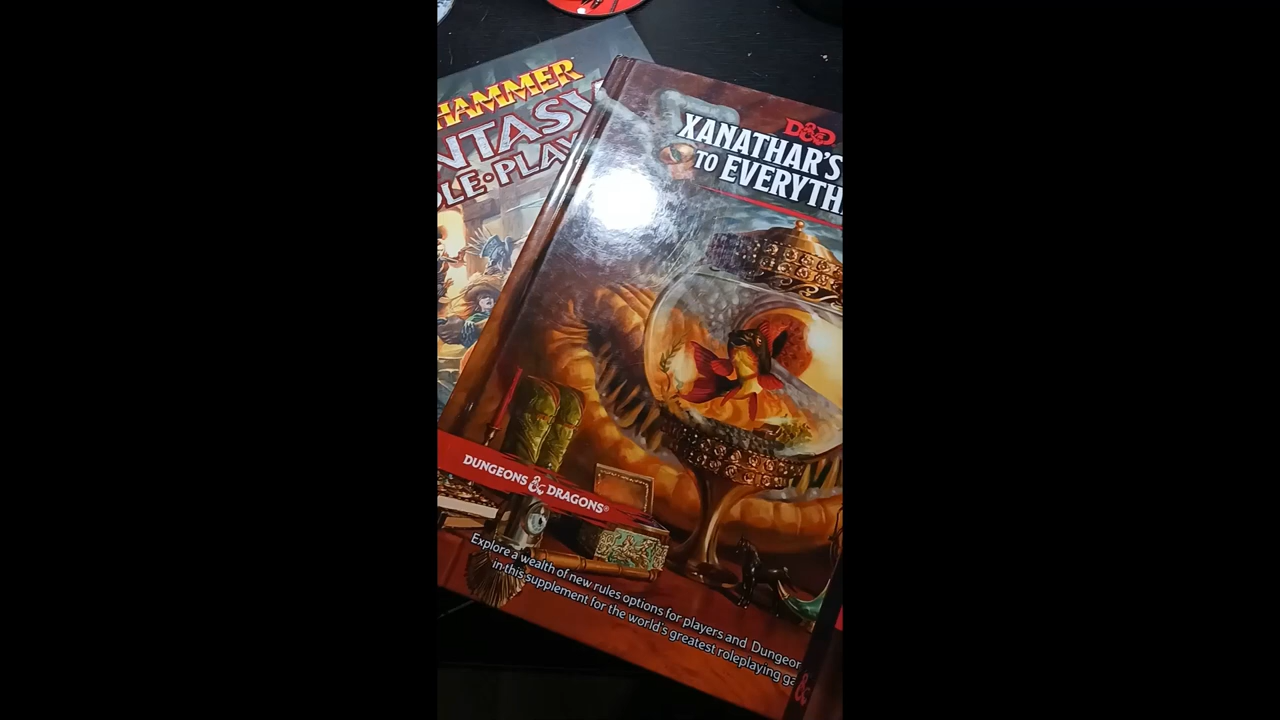 HAMMER
NTASY
OLE•PLAY
D&D
XANATHAR'S
TO EVERYTH
DUNGEONS & DRAGONS®
Explore a wealth of new rules options for players and Dungeon
in this supplement for the world's greatest roleplaying ga
&